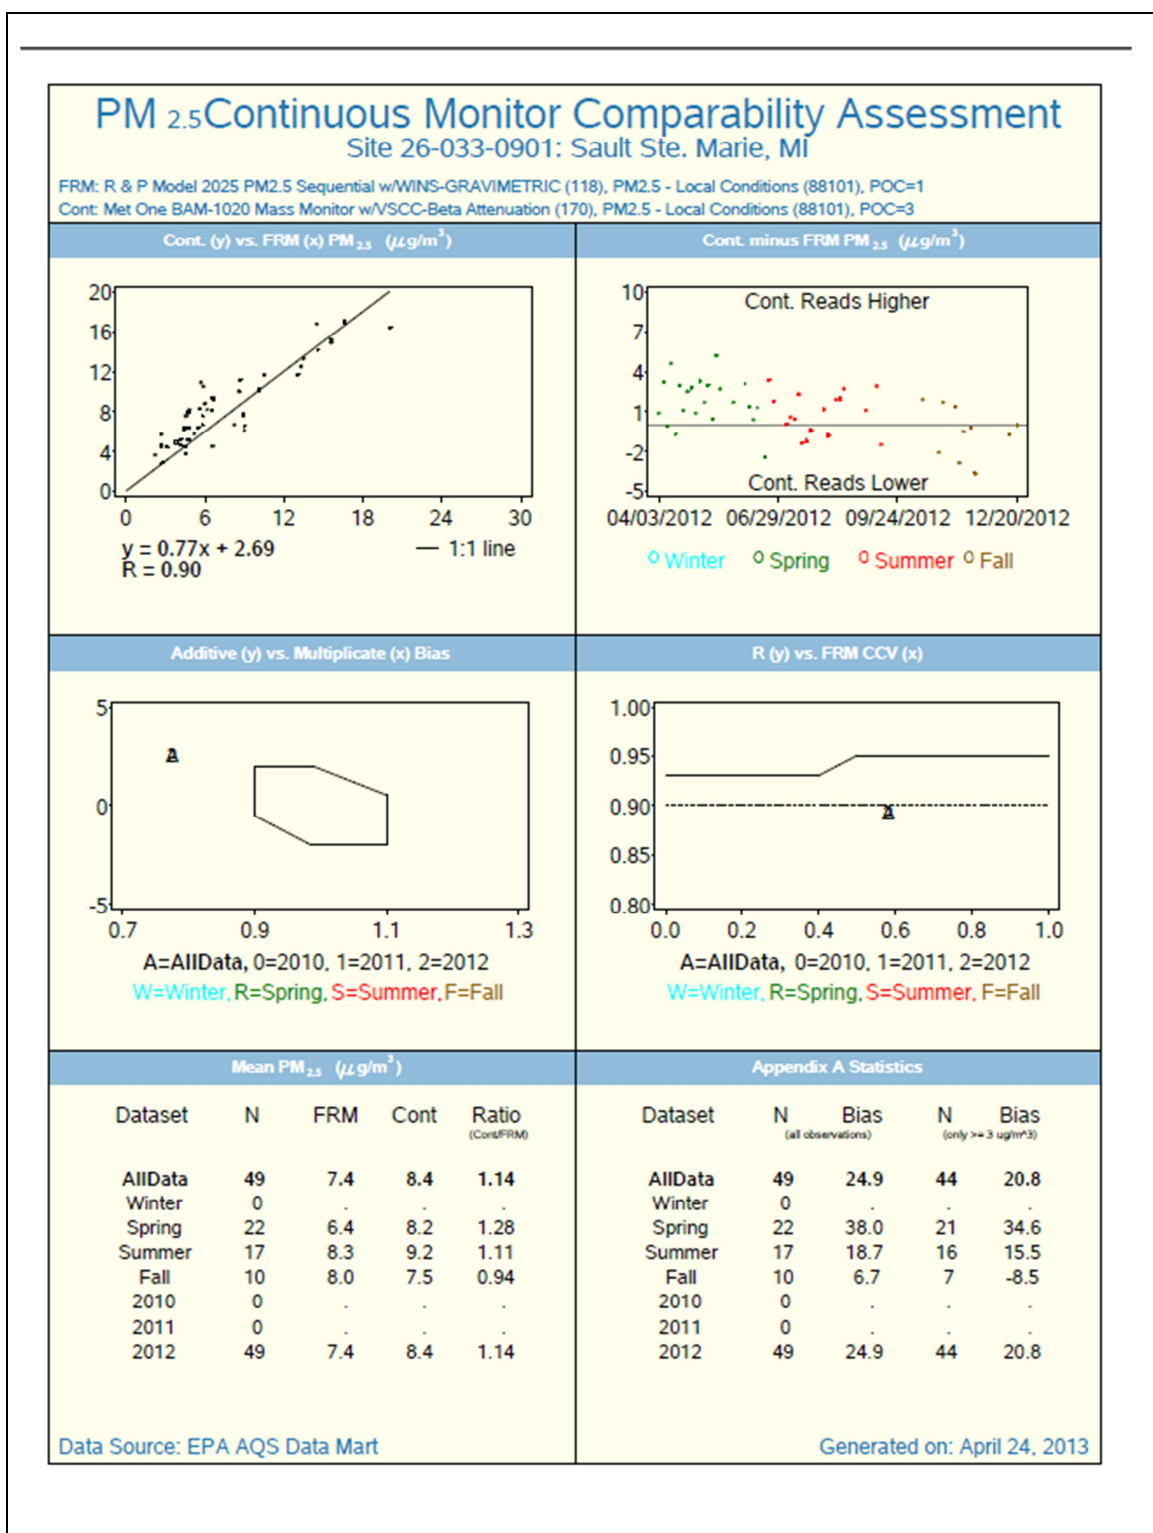 PM 2.5 Continuous Monitor Comparability Assessment
Site 26-033-0901: Sault Ste. Marie, MI
FRM: R & P Model 2025 PM2.5 Sequential w/WINS-GRAVIMETRIC (118), PM2.5 - Local Conditions (88101), POC=1
Cont: Met One BAM-1020 Mass Monitor w/VSCC-Beta Attenuation (170), PM2.5 - Local Conditions (88101), POC=3
Cont. (y) vs. FRM (x) PM 2.5 (μg/m³)
20
16
12
8
4
0
0 6 12 18 24 30
y = 0.77x + 2.69
R = 0.90
1:1 line
Cont. minus FRM PM 2.5 (μg/m³)
10
7
4
1
-2
-5
Cont. Reads Higher
Cont. Reads Lower
04/03/2012 06/29/2012 09/24/2012 12/20/2012
Winter Spring Summer Fall
Additive (y) vs. Multiplicate (x) Bias
5
0
-5
0.7 0.9 1.1 1.3
A=AllData, 0=2010, 1=2011, 2=2012
W=Winter, R=Spring, S=Summer, F=Fall
R (y) vs. FRM CCV (x)
1.00
0.95
0.90
0.85
0.80
0.0 0.2 0.4 0.6 0.8 1.0
A=AllData, 0=2010, 1=2011, 2=2012
W=Winter, R=Spring, S=Summer, F=Fall
Mean PM 2.5 (μg/m³)
Dataset N FRM Cont Ratio
(Cont/FRM)
AllData 49 7.4 8.4 1.14
Winter 0 . . .
Spring 22 6.4 8.2 1.28
Summer 17 8.3 9.2 1.11
Fall 10 8.0 7.5 0.94
2010 0 . . .
2011 0 . . .
2012 49 7.4 8.4 1.14
Appendix A Statistics
Dataset N Bias N Bias
(all observations) (only >= 3 ug/m^3)
AllData 49 24.9 44 20.8
Winter 0 . . .
Spring 22 38.0 21 34.6
Summer 17 18.7 16 15.5
Fall 10 6.7 7 -8.5
2010 0 . . .
2011 0 . . .
2012 49 24.9 44 20.8
Data Source: EPA AQS Data Mart
Generated on: April 24, 2013